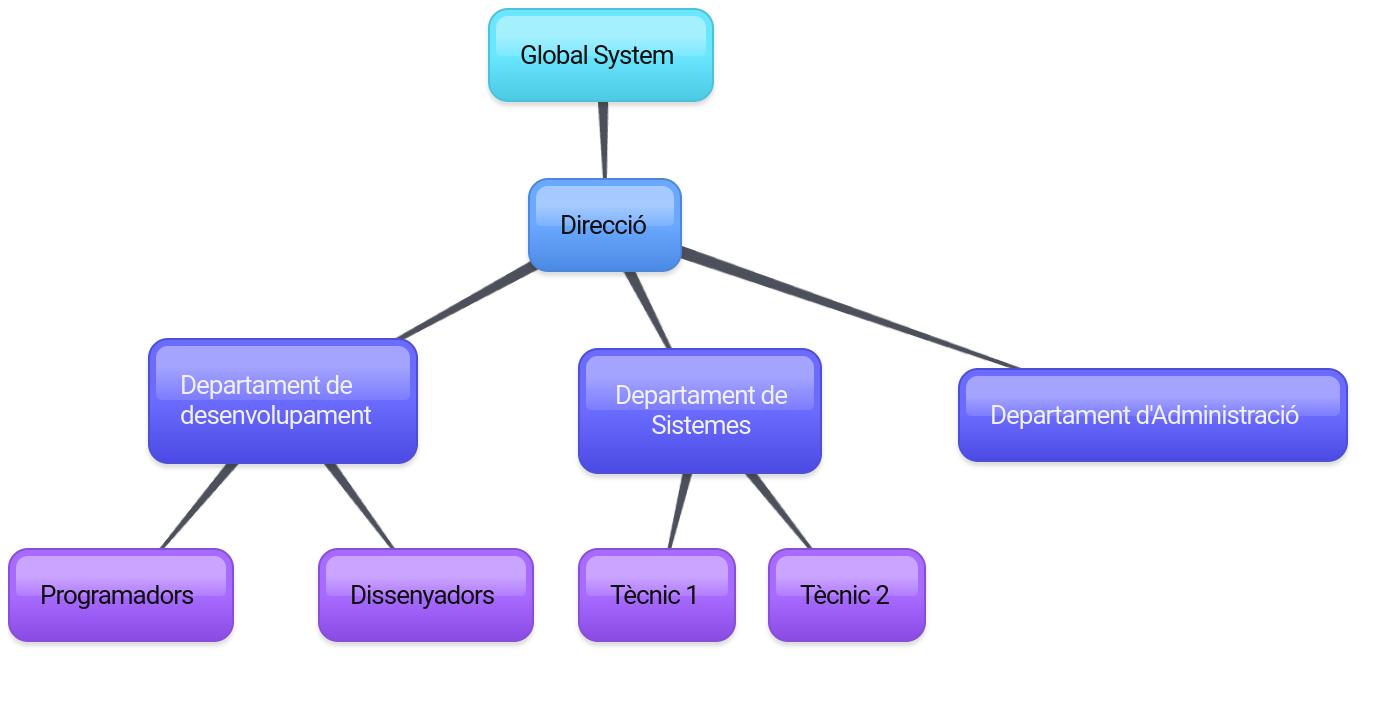 Global System
Direcció
Departament de
desenvolupament
Departament de
Sistemes
Departament d'Administració
Programadors
Dissenyadors
Tècnic 1
Tècnic 2